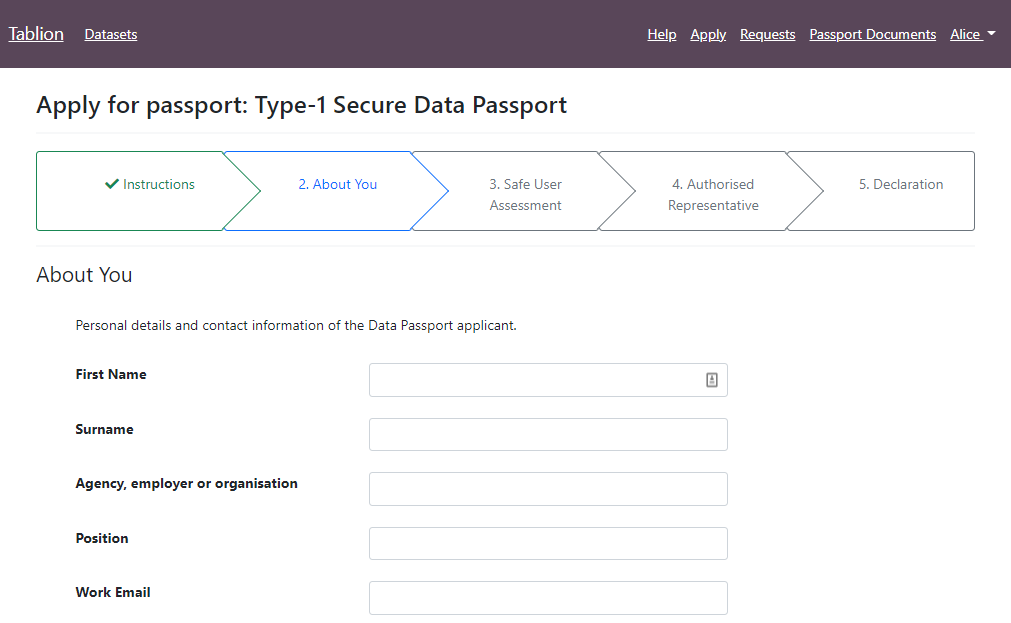 Tablion Datasets Help Apply Requests Passport Documents Alice
Apply for passport: Type-1 Secure Data Passport
Instructions
2. About You
3. Safe User
Assessment
4. Authorised
Representative
5. Declaration
About You
Personal details and contact information of the Data Passport applicant.
First Name
Surname
Agency, employer or organisation
Position
Work Email